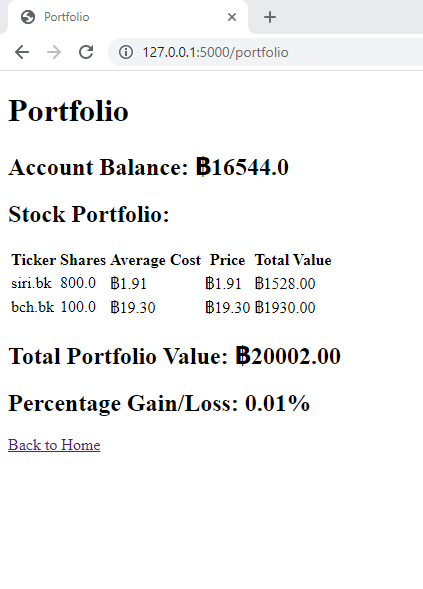 Portfolio
127.0.0.1:5000/portfolio
Portfolio
Account Balance: ฿16544.0
Stock Portfolio:
Ticker Shares Average Cost Price Total Value
siri.bk 800.0 ฿1.91 ฿1.91 ฿1528.00
bch.bk 100.0 ฿19.30 ฿19.30 ฿1930.00
Total Portfolio Value: ฿20002.00
Percentage Gain/Loss: 0.01%
Back to Home